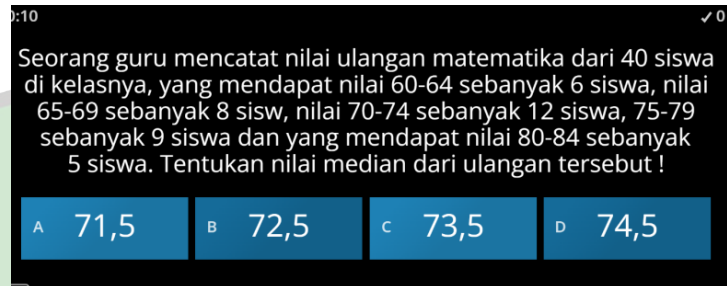 0:10
✓ 0
Seorang guru mencatat nilai ulangan matematika dari 40 siswa
di kelasnya, yang mendapat nilai 60-64 sebanyak 6 siswa, nilai
65-69 sebanyak 8 sisw, nilai 70-74 sebanyak 12 siswa, 75-79
sebanyak 9 siswa dan yang mendapat nilai 80-84 sebanyak
5 siswa. Tentukan nilai median dari ulangan tersebut !
A 71,5
B 72,5
C 73,5
D 74,5